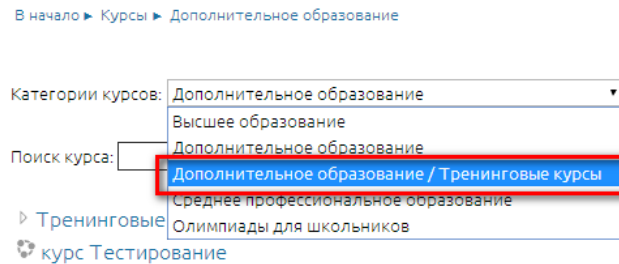 В начало ► Курсы ► Дополнительное образование
Категории курсов: Дополнительное образование
Высшее образование
Дополнительное образование
Поиск курса:
Дополнительное образование / Тренинговые курсы
Среднее профессиональное образование
Тренинговые
Олимпиады для школьников
курс Тестирование